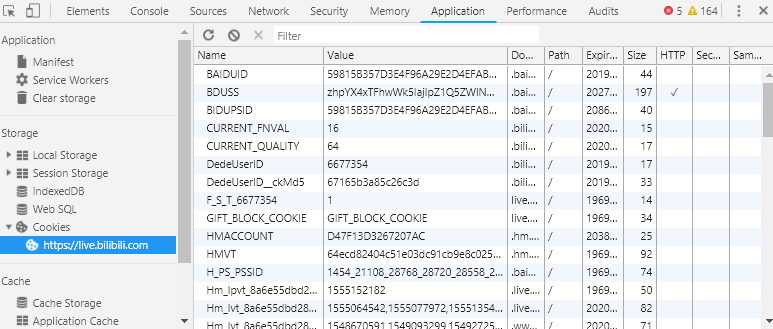 Elements Console Sources Network Security Memory Application Performance Audits 5 164
Application
Manifest
Service Workers
Clear storage
Storage
Local Storage
Session Storage
IndexedDB
Web SQL
Cookies
https://live.bilibili.com
Cache
Cache Storage
Application Cache
Filter
Name Value Do... Path Expir... Size HTTP Sec... Sam...
BAIDUID 59815B357D3E4F96A29E2D4EFAB... .bai... / 2019... 44
BDUSS .bai... / 2027... 197 ✓
BIDUPSID 59815B357D3E4F96A29E2D4EFAB... .bai... / 2086... 40
CURRENT_FNVAL 16 .bili... / 2020... 15
CURRENT_QUALITY 64 .bili... / 2020... 17
DedeUserID 6677354 .bili... / 2019... 17
DedeUserID__ckMd5 67165b3a85c26c3d .bili... / 2019... 33
F_S_T_6677354 1 live.... / 1969... 14
GIFT_BLOCK_COOKIE GIFT_BLOCK_COOKIE live.... / 1969... 34
HMACCOUNT D47F13D3267207AC .hm.... / 2038... 25
HMVT 64ecd82404c51e03dc91cb9e8c025... .hm.... / 1969... 92
H_PS_PSSID 1454_21108_28768_28720_28558_2... .bai... / 1969... 74
Hm_lpvt_8a6e55dbd2... 1555152182 .live... / 1969... 50
Hm_lvt_8a6e55dbd28... 1555064542,1555077972,15551354... .live... / 2020... 82
Hm_lvt_8a6e55dbd28... 1548670591,1549093299,15492725... .ww... / 2020... 71